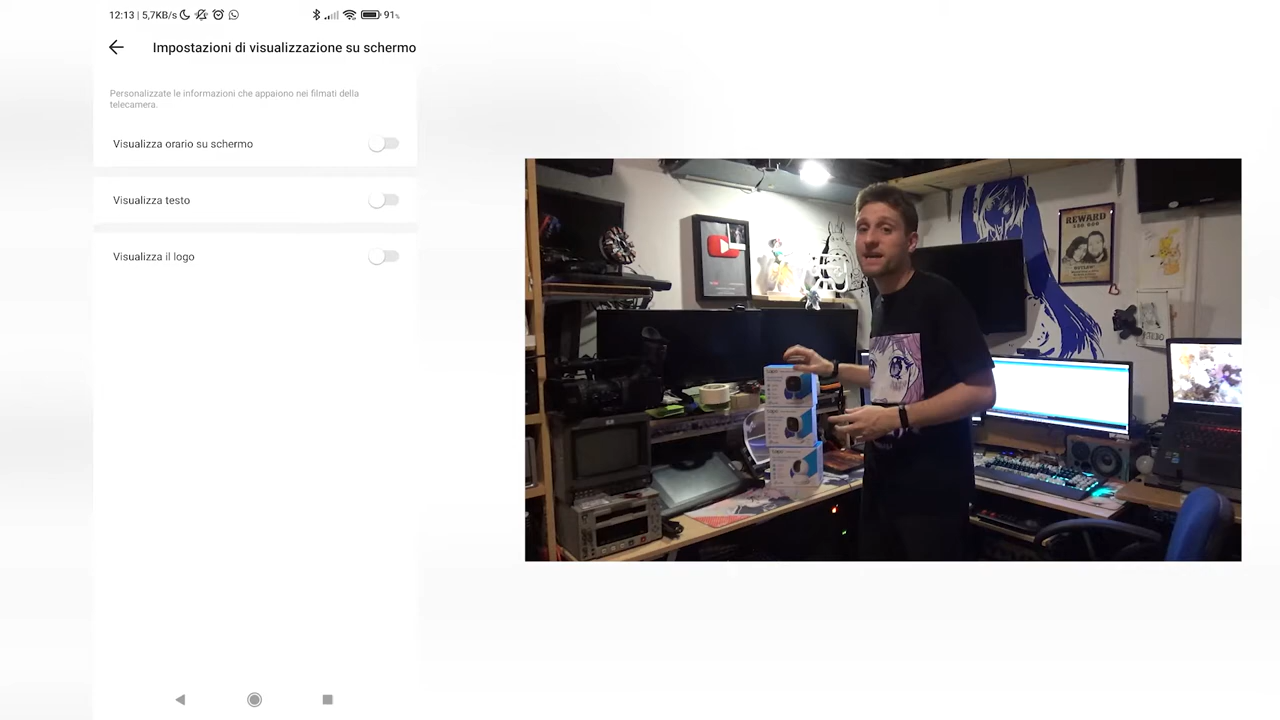 12:13 | 5,7KB/s
91%
Impostazioni di visualizzazione su schermo
Personalizzate le informazioni che appaiono nei filmati della
telecamera.
Visualizza orario su schermo
Visualizza testo
Visualizza il logo
REWARD